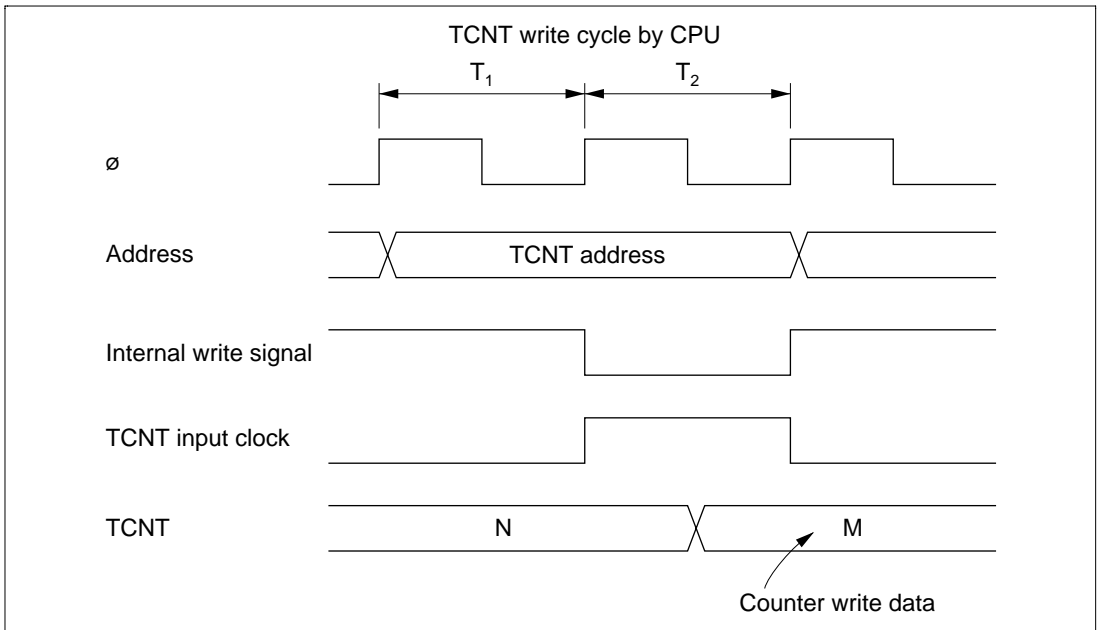 TCNT write cycle by CPU
T1 T2
ø
Address TCNT address
Internal write signal
TCNT input clock
TCNT N M
Counter write data